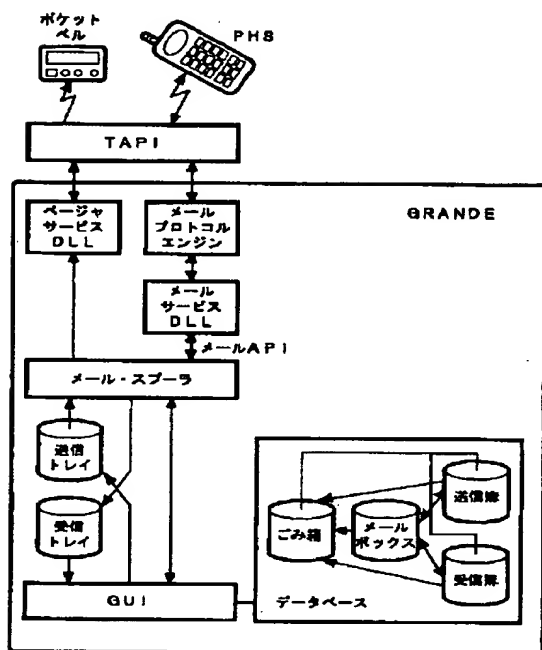 ポケット
ベル
PHS
TAPI
GRANDE
ページャ
サービス
DLL
メール
プロトコル
エンジン
メール
サービス
DLL
メールAPI
メール・スプーラ
送信
トレイ
受信
トレイ
ごみ箱
メール
ボックス
送信簿
受信簿
データベース
GUI